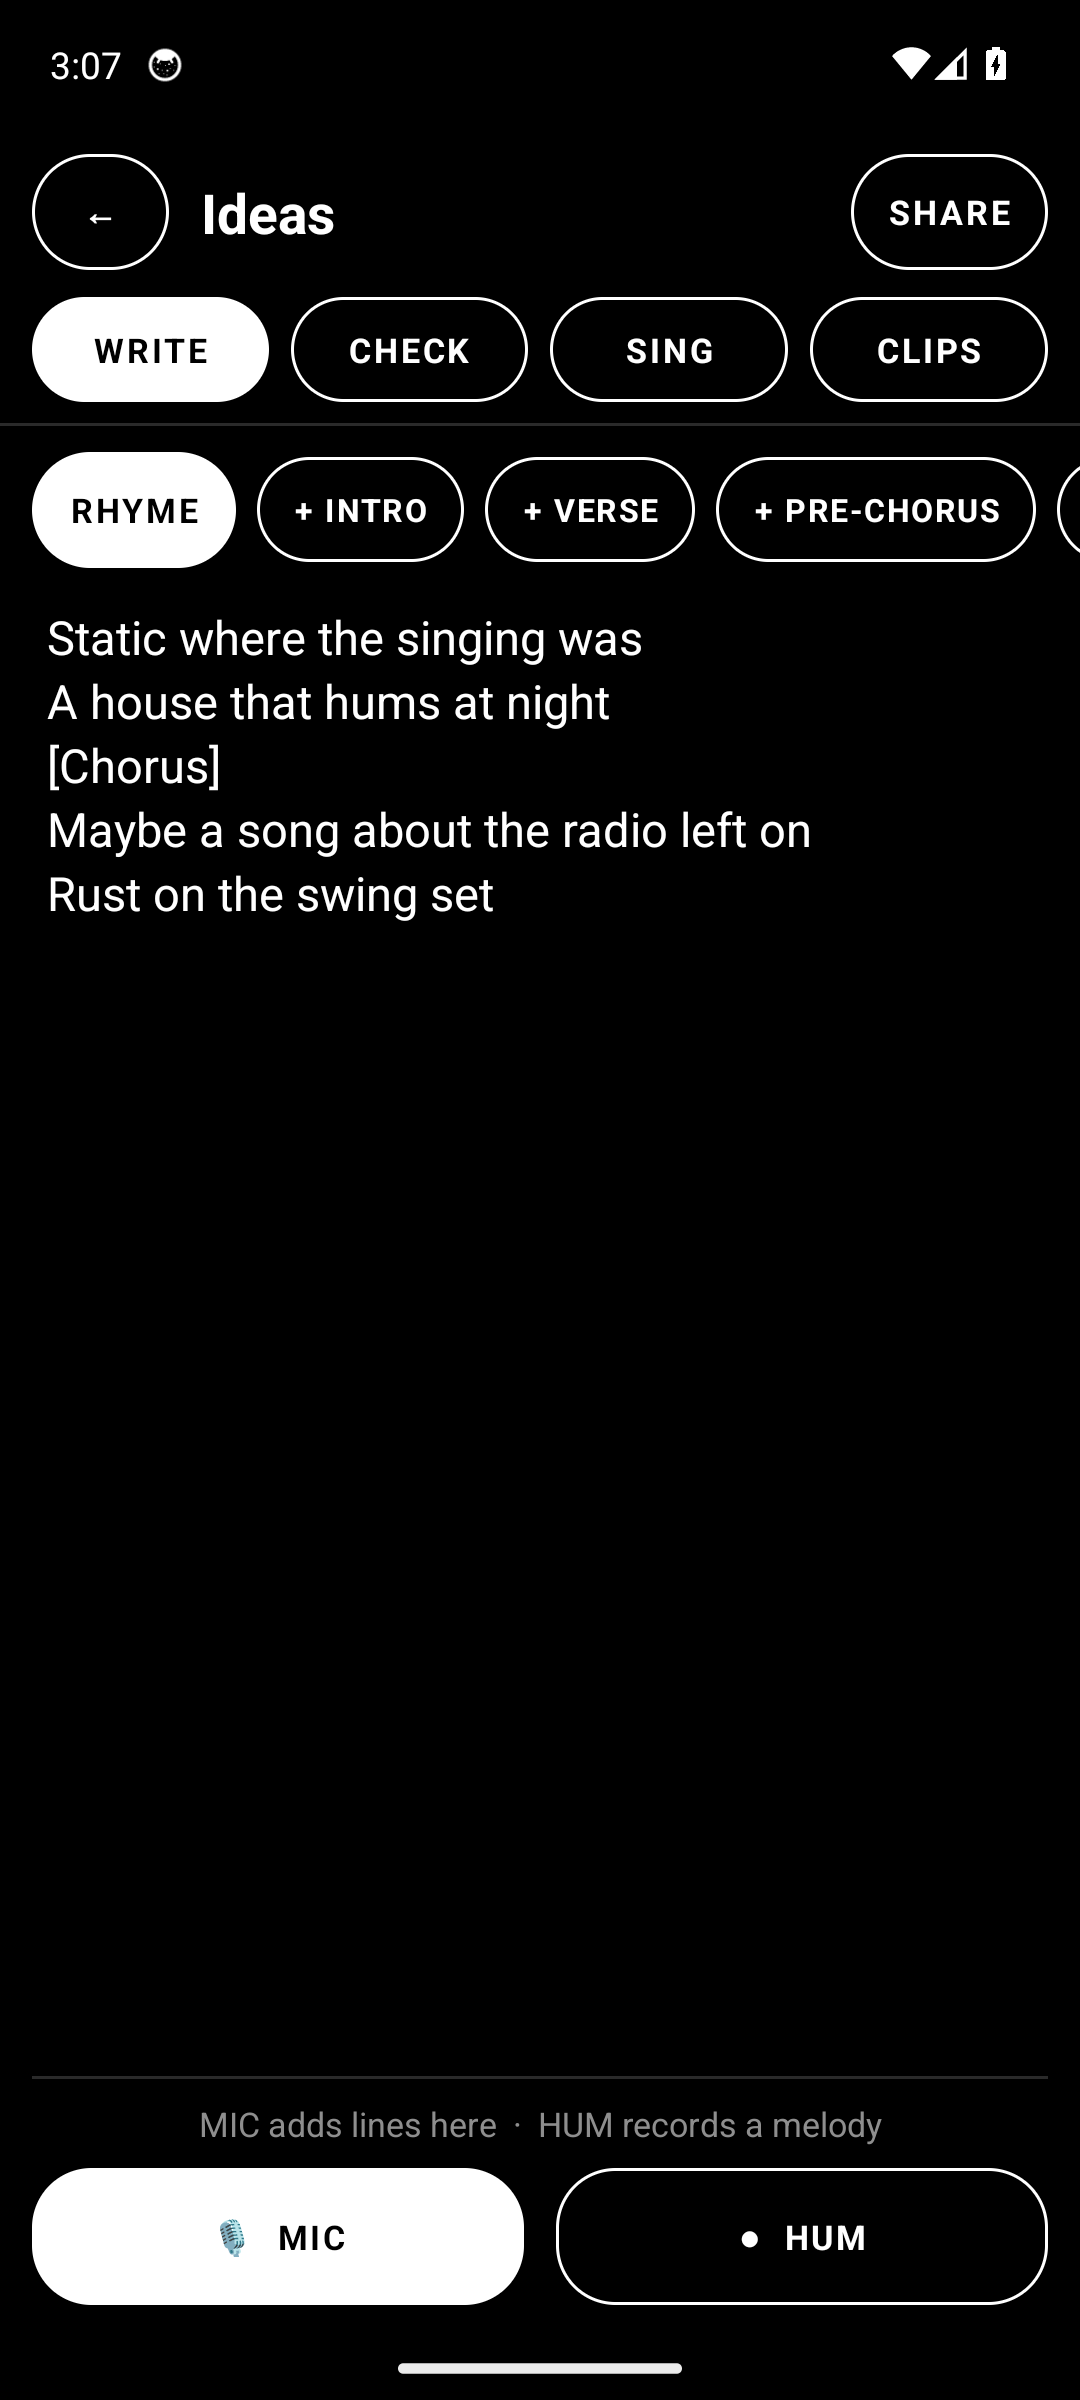 3:07
← Ideas SHARE
WRITE CHECK SING CLIPS
RHYME + INTRO + VERSE + PRE-CHORUS
Static where the singing was
A house that hums at night
[Chorus]
Maybe a song about the radio left on
Rust on the swing set
MIC adds lines here · HUM records a melody
MIC ● HUM